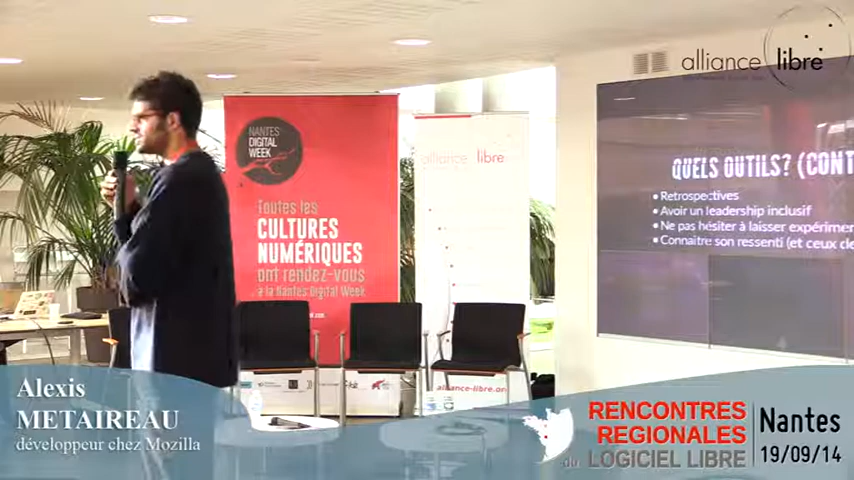 alliance
libre
NANTES
DIGITAL
WEEK
alliance libre
Toutes les
CULTURES
NUMÉRIQUES
ont rendez-vous
à la Nantes Digital Week
QUELS OUTILS? (CONT
• Retrospectives
• Avoir un leadership inclusif
• Ne pas hésiter à laisser expérimen
• Connaitre son ressenti (et ceux de
www.alliance-libre.org
Alexis
METAIREAU
développeur chez Mozilla
RENCONTRES
REGIONALES
du LOGICIEL LIBRE
Nantes
19/09/14